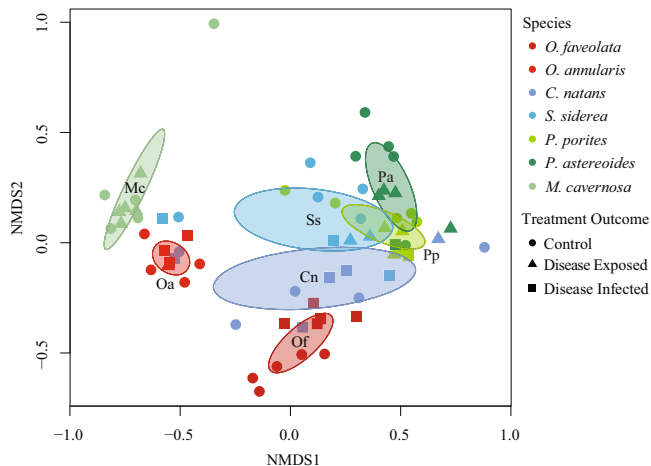 Species
O. faveolata
O. annularis
C. natans
S. siderea
P. porites
P. astereoides
M. cavernosa
Treatment Outcome
Control
Disease Exposed
Disease Infected
NMDS2
1.0
0.5
0.0
−0.5
Mc
Pa
Ss
Pp
Oa
Cn
Of
−1.0
−0.5
0.0
0.5
1.0
NMDS1